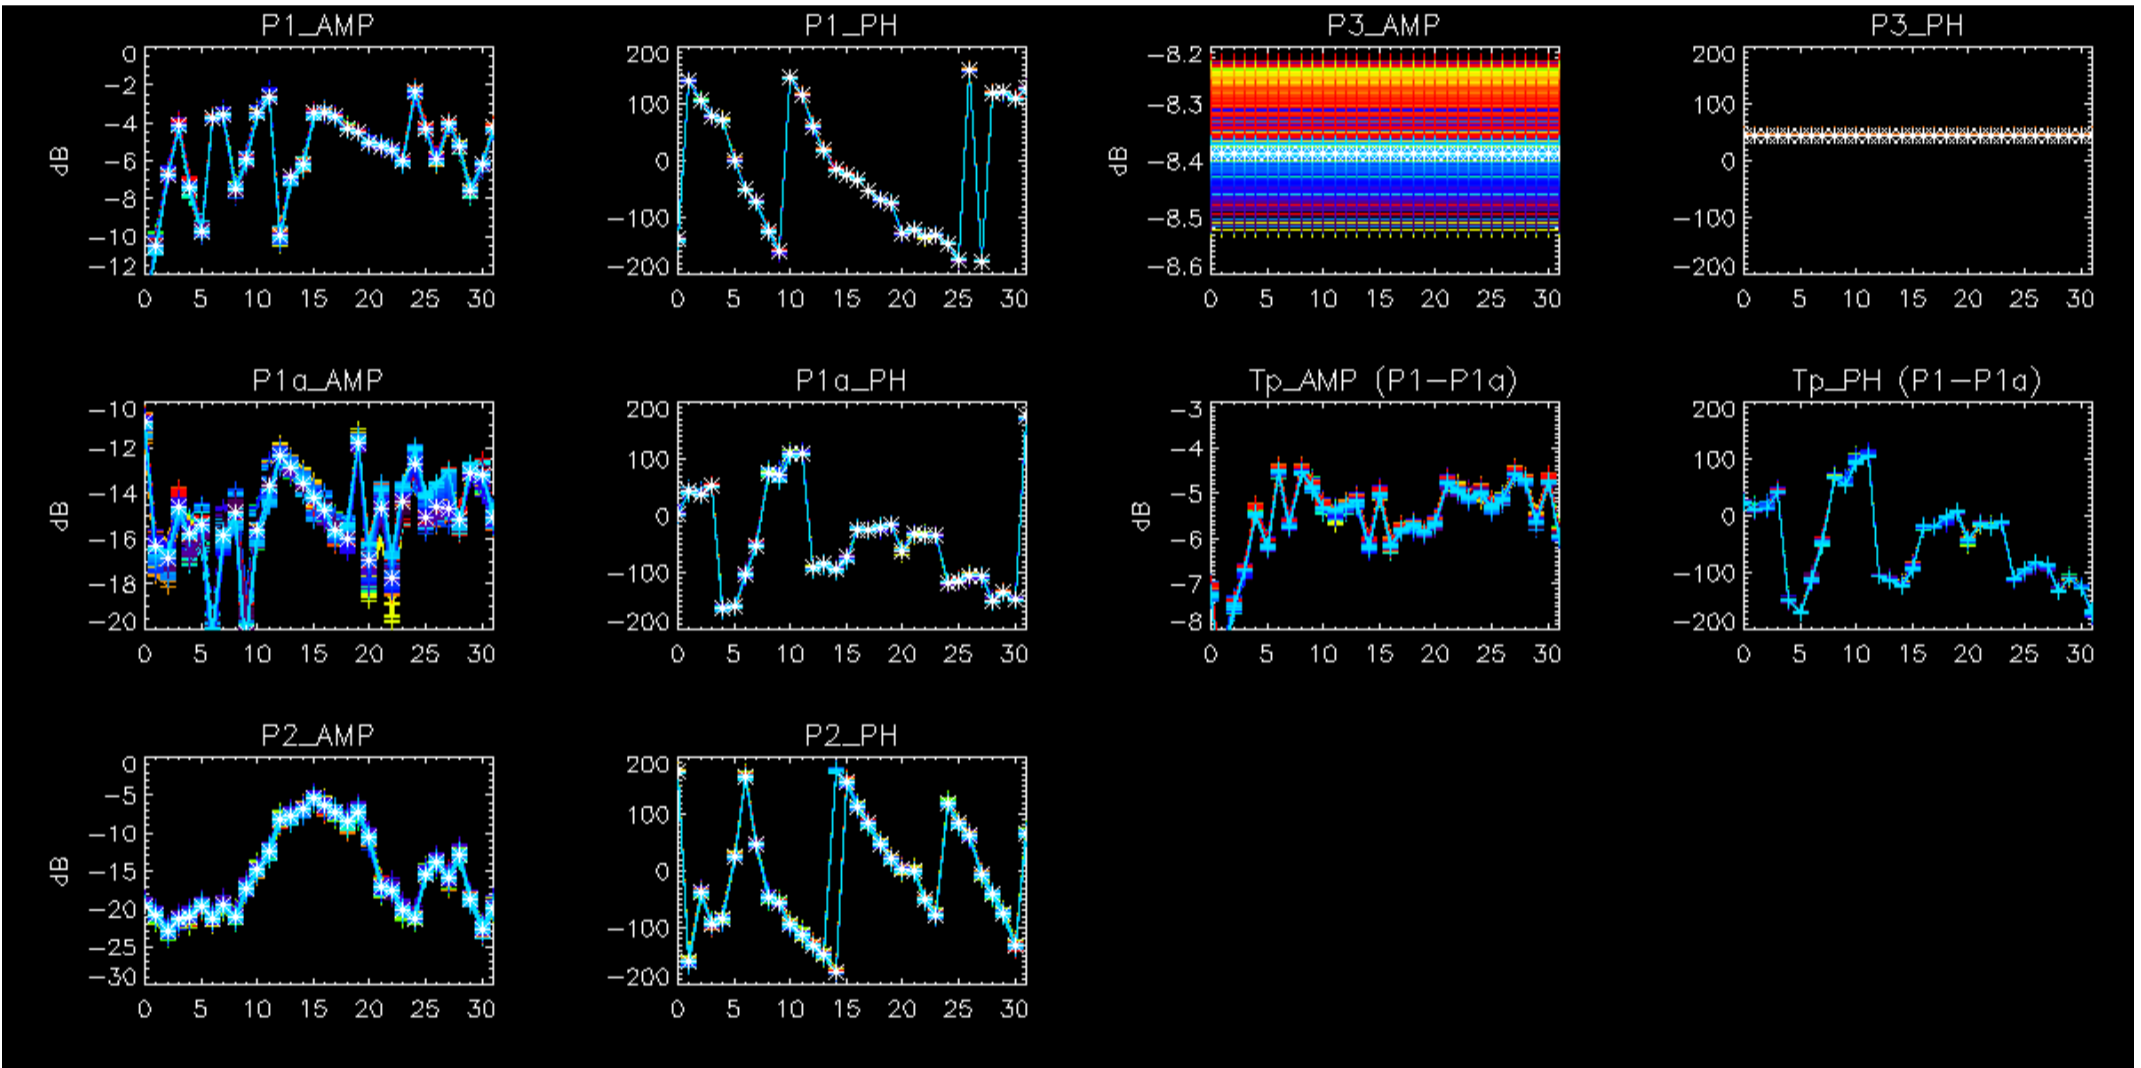 P1_AMP
0
−2
−4
−6
−8
−10
−12
dB
0 5 10 15 20 25 30
P1_PH
200
100
0
−100
−200
0 5 10 15 20 25 30
P3_AMP
−8.2
−8.3
−8.4
−8.5
−8.6
dB
0 5 10 15 20 25 30
P3_PH
200
100
0
−100
−200
0 5 10 15 20 25 30
P1a_AMP
−10
−12
−14
−16
−18
−20
dB
0 5 10 15 20 25 30
P1a_PH
200
100
0
−100
−200
0 5 10 15 20 25 30
Tp_AMP (P1−P1a)
−3
−4
−5
−6
−7
−8
dB
0 5 10 15 20 25 30
Tp_PH (P1−P1a)
200
100
0
−100
−200
0 5 10 15 20 25 30
P2_AMP
0
−5
−10
−15
−20
−25
−30
dB
0 5 10 15 20 25 30
P2_PH
200
100
0
−100
−200
0 5 10 15 20 25 30